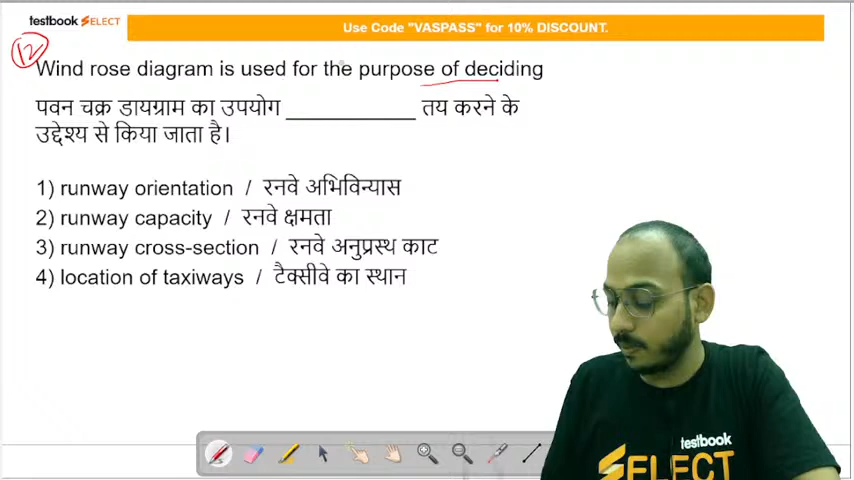 testbook SELECT
Use Code "VASPASS" for 10% DISCOUNT.
12
Wind rose diagram is used for the purpose of deciding
पवन चक्र डायग्राम का उपयोग ____________ तय करने के
उद्देश्य से किया जाता है।
1) runway orientation / रनवे अभिविन्यास
2) runway capacity / रनवे क्षमता
3) runway cross-section / रनवे अनुप्रस्थ काट
4) location of taxiways / टैक्सीवे का स्थान
testbook
SELECT